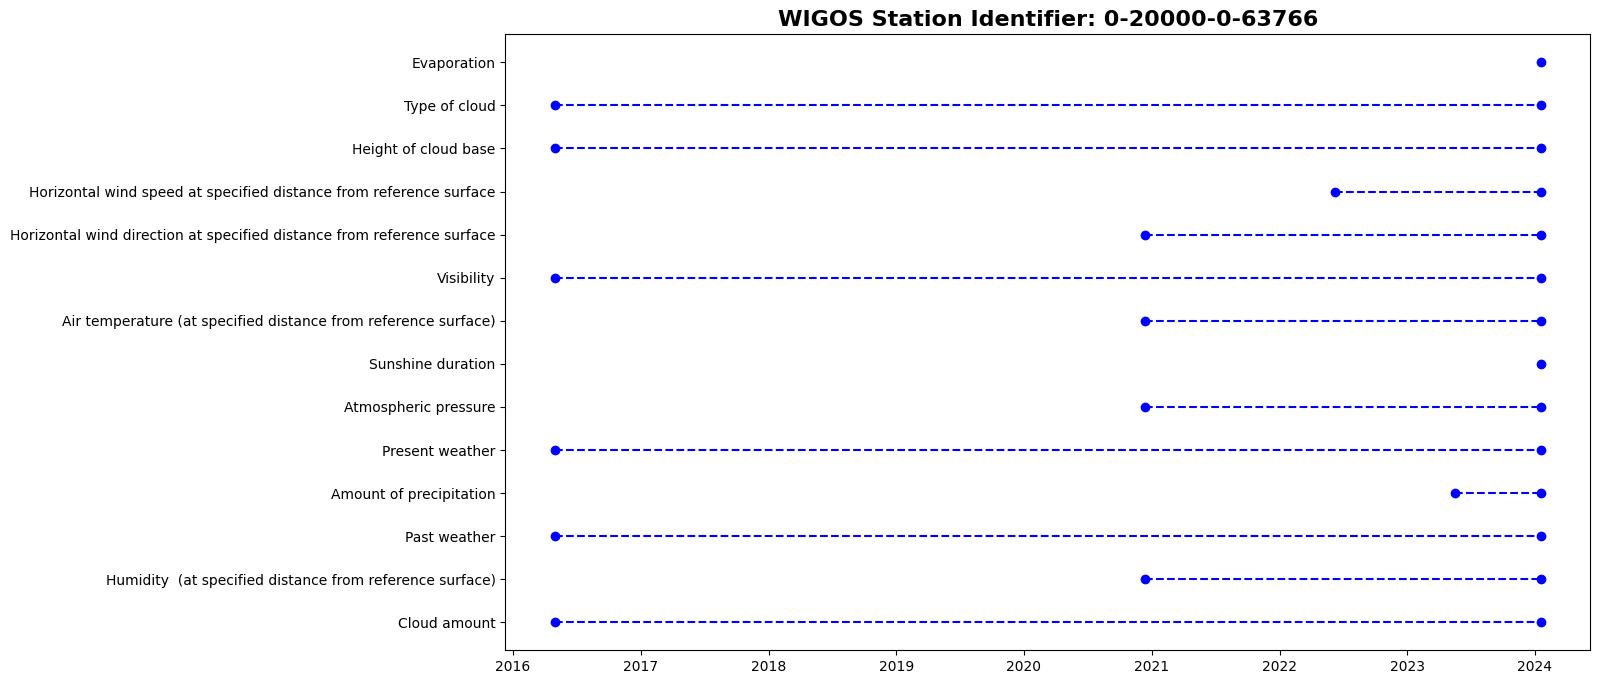 WIGOS Station Identifier: 0-20000-0-63766
Evaporation
Type of cloud
Height of cloud base
Horizontal wind speed at specified distance from reference surface
Horizontal wind direction at specified distance from reference surface
Visibility
Air temperature (at specified distance from reference surface)
Sunshine duration
Atmospheric pressure
Present weather
Amount of precipitation
Past weather
Humidity  (at specified distance from reference surface)
Cloud amount
2016 2017 2018 2019 2020 2021 2022 2023 2024